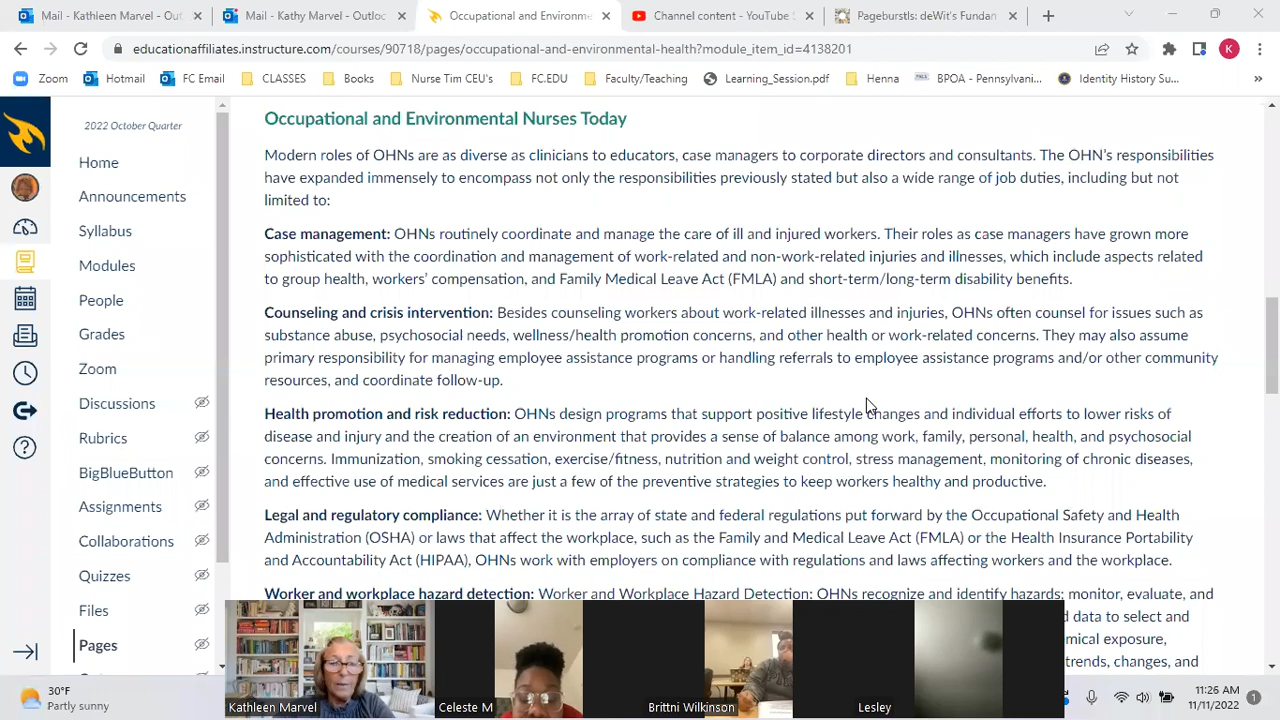 Mail - Kathleen Marvel - Out
Mail - Kathy Marvel - Outloo
Occupational and Environme
Channel content - YouTube
Pageburstls: deWit's Fundam
educationaffiliates.instructure.com/courses/90718/pages/occupational-and-environmental-health?module_item_id=4138201
K
Zoom
Hotmail
FC Email
CLASSES
Books
Nurse Tim CEU's
FC.EDU
Faculty/Teaching
Learning_Session.pdf
Henna
BPOA - Pennsylvani...
Identity History Su...
»
2022 October Quarter
Home
Announcements
Syllabus
Modules
People
Grades
Zoom
Discussions
Rubrics
BigBlueButton
Assignments
Collaborations
Quizzes
Files
Pages
Occupational and Environmental Nurses Today
Modern roles of OHNs are as diverse as clinicians to educators, case managers to corporate directors and consultants. The OHN's responsibilities
have expanded immensely to encompass not only the responsibilities previously stated but also a wide range of job duties, including but not
limited to:
Case management: OHNs routinely coordinate and manage the care of ill and injured workers. Their roles as case managers have grown more
sophisticated with the coordination and management of work-related and non-work-related injuries and illnesses, which include aspects related
to group health, workers' compensation, and Family Medical Leave Act (FMLA) and short-term/long-term disability benefits.
Counseling and crisis intervention: Besides counseling workers about work-related illnesses and injuries, OHNs often counsel for issues such as
substance abuse, psychosocial needs, wellness/health promotion concerns, and other health or work-related concerns. They may also assume
primary responsibility for managing employee assistance programs or handling referrals to employee assistance programs and/or other community
resources, and coordinate follow-up.
Health promotion and risk reduction: OHNs design programs that support positive lifestyle changes and individual efforts to lower risks of
disease and injury and the creation of an environment that provides a sense of balance among work, family, personal, health, and psychosocial
concerns. Immunization, smoking cessation, exercise/fitness, nutrition and weight control, stress management, monitoring of chronic diseases,
and effective use of medical services are just a few of the preventive strategies to keep workers healthy and productive.
Legal and regulatory compliance: Whether it is the array of state and federal regulations put forward by the Occupational Safety and Health
Administration (OSHA) or laws that affect the workplace, such as the Family and Medical Leave Act (FMLA) or the Health Insurance Portability
and Accountability Act (HIPAA), OHNs work with employers on compliance with regulations and laws affecting workers and the workplace.
Worker and workplace hazard detection: Worker and Workplace Hazard Detection: OHNs recognize and identify hazards; monitor, evaluate, and
d data to select and
mical exposure,
trends, changes, and
Kathleen Marvel
Celeste M
Brittni Wilkinson
Lesley
30°F
Partly sunny
11:26 AM
11/11/2022
1